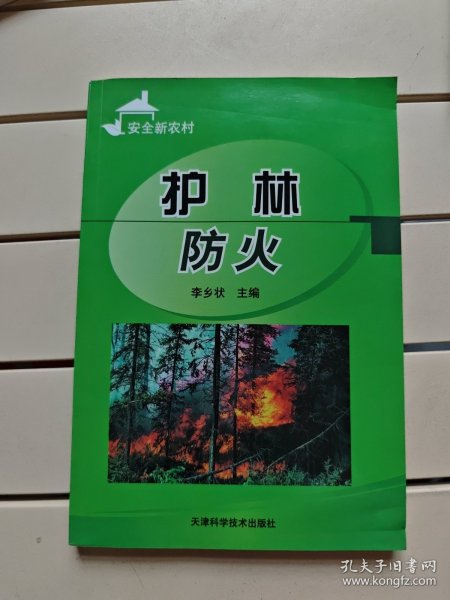 安全新农村
护林
防火
李乡状 主编
天津科学技术出版社
孔夫子旧书网
www.kongfz.com